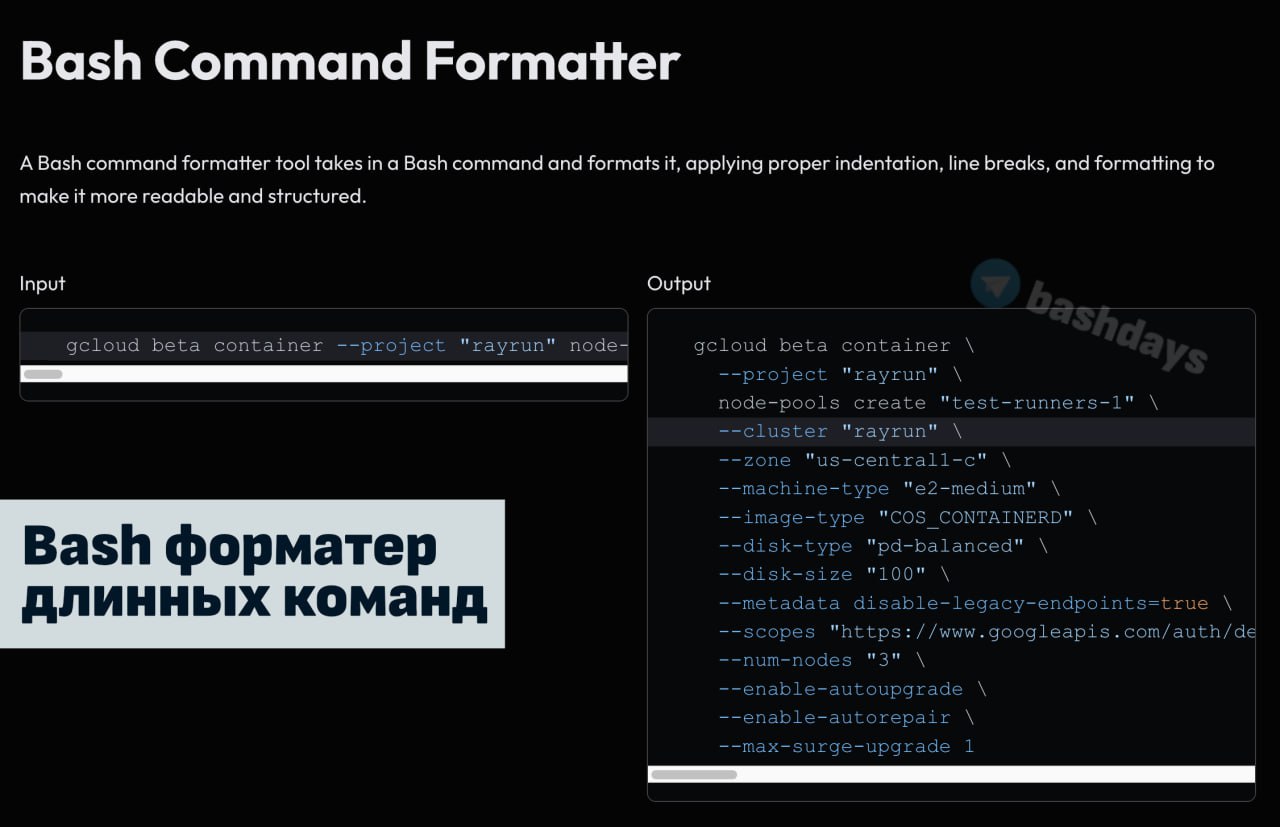 Bash Command Formatter
A Bash command formatter tool takes in a Bash command and formats it, applying proper indentation, line breaks, and formatting to
make it more readable and structured.
Input
gcloud beta container --project "rayrun" node-
Output
bashdays
gcloud beta container \
--project "rayrun" \
node-pools create "test-runners-1" \
--cluster "rayrun" \
--zone "us-central1-c" \
--machine-type "e2-medium" \
--image-type "COS_CONTAINERD" \
--disk-type "pd-balanced" \
--disk-size "100" \
--metadata disable-legacy-endpoints=true \
--scopes "https://www.googleapis.com/auth/de
--num-nodes "3" \
--enable-autoupgrade \
--enable-autorepair \
--max-surge-upgrade 1
Bash форматер
длинных команд